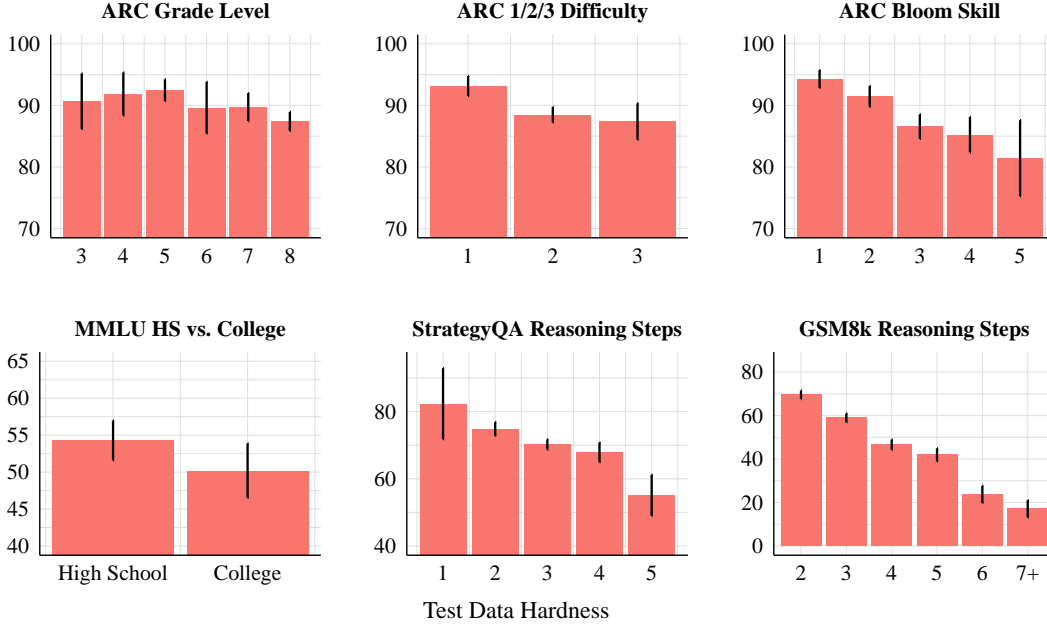 ARC Grade Level
100
90
80
70
3 4 5 6 7 8
ARC 1/2/3 Difficulty
100
90
80
70
1 2 3
ARC Bloom Skill
100
90
80
70
1 2 3 4 5
MMLU HS vs. College
65
60
55
50
45
40
High School College
StrategyQA Reasoning Steps
80
60
40
1 2 3 4 5
GSM8k Reasoning Steps
80
60
40
20
0
2 3 4 5 6 7+
Test Data Hardness